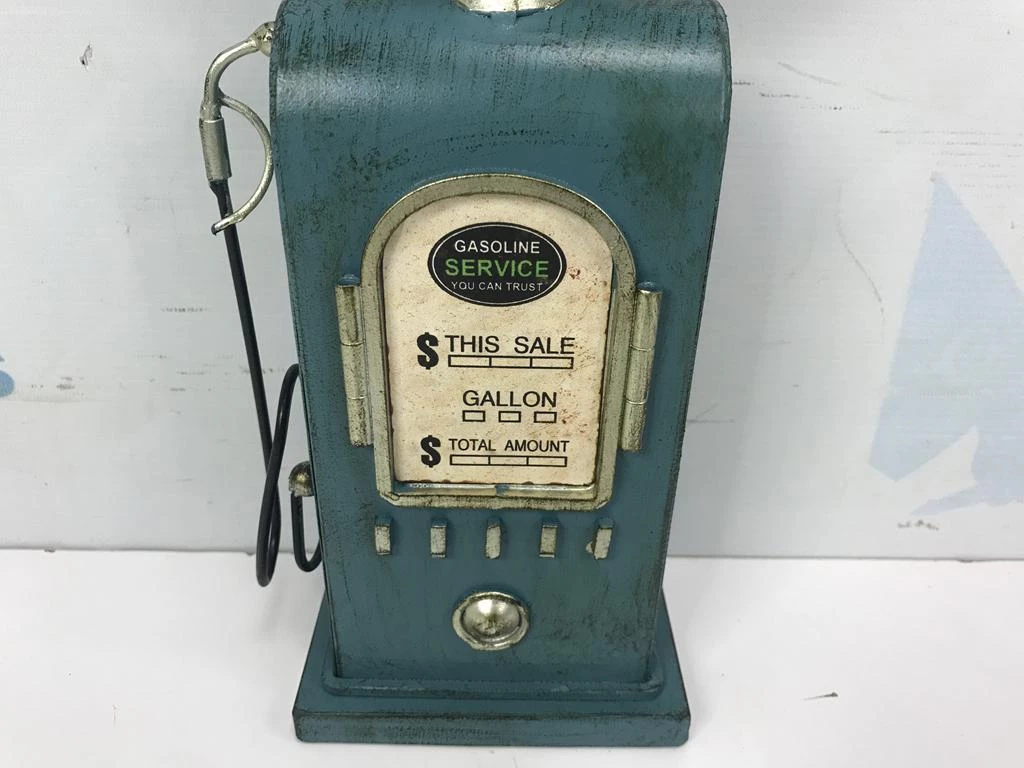 GASOLINE
SERVICE
YOU CAN TRUST
$ THIS SALE
GALLON
$ TOTAL AMOUNT